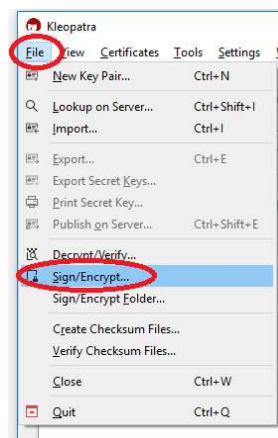 Kleopatra
File View Certificates Tools Settings
New Key Pair... Ctrl+N
Lookup on Server... Ctrl+Shift+I
Import... Ctrl+I
Export... Ctrl+E
Export Secret Keys...
Print Secret Key...
Publish on Server... Ctrl+Shift+E
Decrypt/Verify...
Sign/Encrypt...
Sign/Encrypt Folder...
Create Checksum Files...
Verify Checksum Files...
Close Ctrl+W
Quit Ctrl+Q